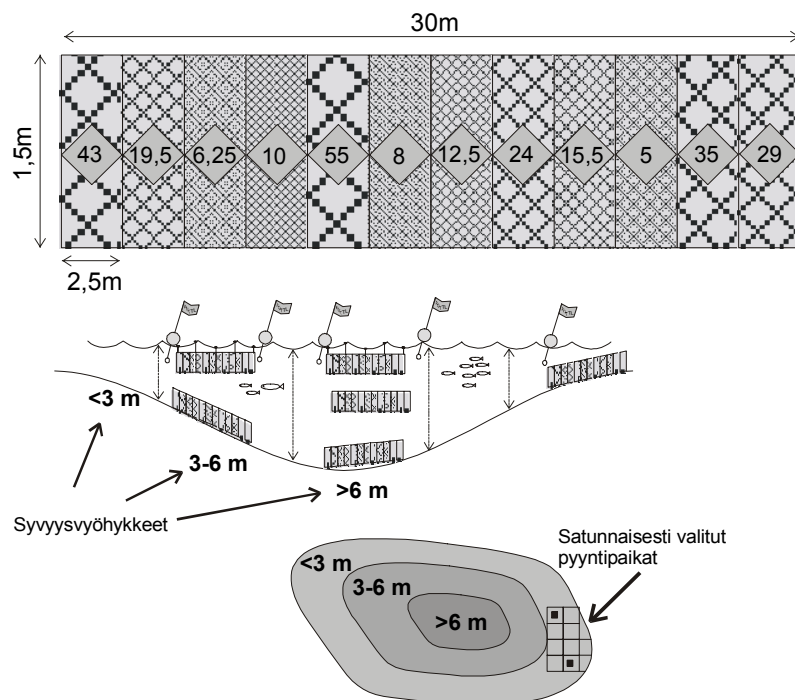 30m
1,5m
43 19,5 6,25 10 55 8 12,5 24 15,5 5 35 29
2,5m
<3 m
3-6 m
>6 m
Syvyysvyöhykkeet
Satunnaisesti valitut
pyyntipaikat
<3 m
3-6 m
>6 m